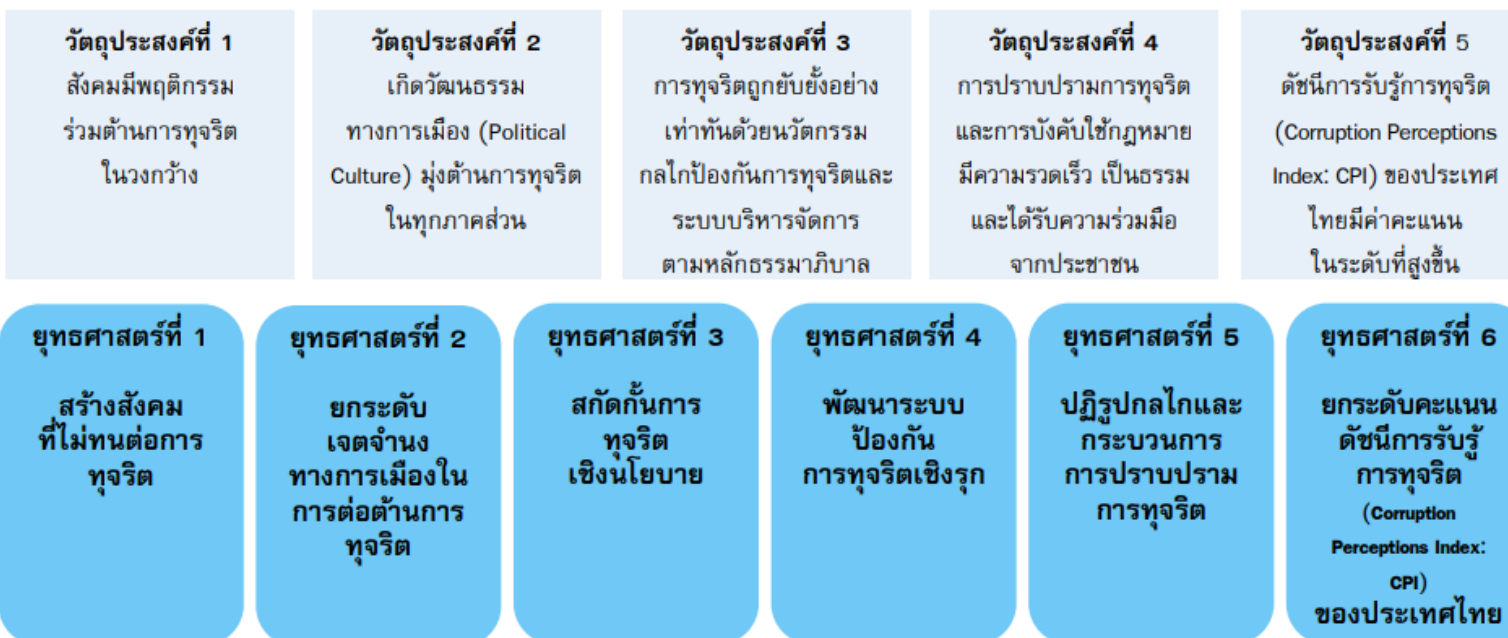 วัตถุประสงค์ที่ 1
สังคมมีพฤติกรรม
ร่วมต้านการทุจริต
ในวงกว้าง
วัตถุประสงค์ที่ 2
เกิดวัฒนธรรม
ทางการเมือง (Political
Culture) มุ่งต้านการทุจริต
ในทุกภาคส่วน
วัตถุประสงค์ที่ 3
การทุจริตถูกยับยั้งอย่าง
เท่าทันด้วยนวัตกรรม
กลไกป้องกันการทุจริตและ
ระบบบริหารจัดการ
ตามหลักธรรมาภิบาล
วัตถุประสงค์ที่ 4
การปราบปรามการทุจริต
และการบังคับใช้กฎหมาย
มีความรวดเร็ว เป็นธรรม
และได้รับความร่วมมือ
จากประชาชน
วัตถุประสงค์ที่ 5
ดัชนีการรับรู้การทุจริต
(Corruption Perceptions
Index: CPI) ของประเทศ
ไทยมีค่าคะแนน
ในระดับที่สูงขึ้น
ยุทธศาสตร์ที่ 1
สร้างสังคม
ที่ไม่ทนต่อการ
ทุจริต
ยุทธศาสตร์ที่ 2
ยกระดับ
เจตจำนง
ทางการเมืองใน
การต่อต้านการ
ทุจริต
ยุทธศาสตร์ที่ 3
สกัดกั้นการ
ทุจริต
เชิงนโยบาย
ยุทธศาสตร์ที่ 4
พัฒนาระบบ
ป้องกัน
การทุจริตเชิงรุก
ยุทธศาสตร์ที่ 5
ปฏิรูปกลไกและ
กระบวนการ
การปราบปราม
การทุจริต
ยุทธศาสตร์ที่ 6
ยกระดับคะแนน
ดัชนีการรับรู้
การทุจริต
(Corruption
Perceptions Index:
CPI)
ของประเทศไทย